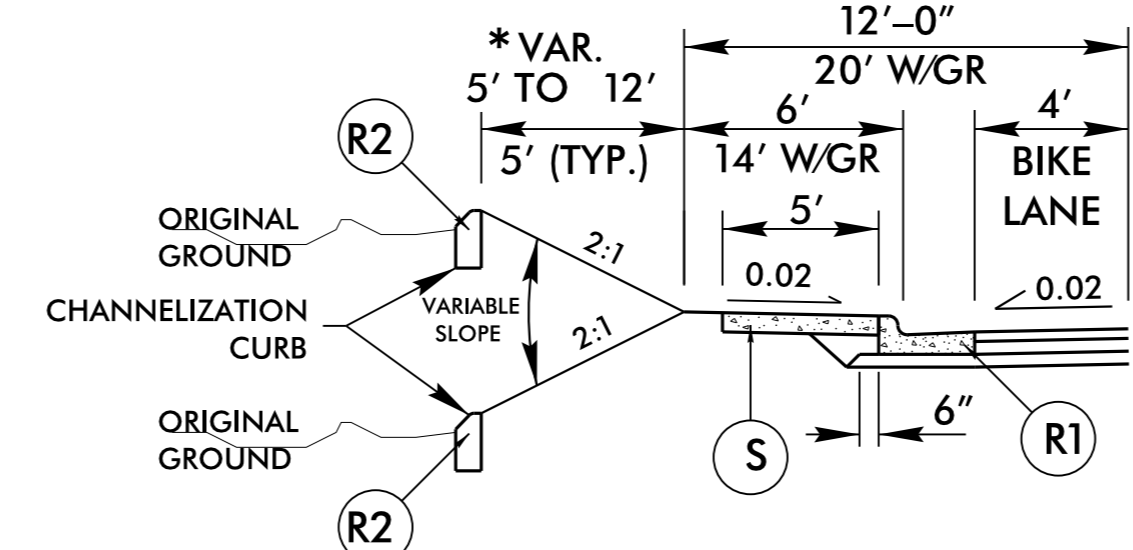 12'–0"
* VAR.
5' TO 12'
20' W/GR
6'
4'
R2
5' (TYP.)
14' W/GR
BIKE
LANE
5'
ORIGINAL
GROUND
2:1
0.02
0.02
CHANNELIZATION
CURB
VARIABLE
SLOPE
2:1
ORIGINAL
GROUND
6"
S
R1
R2